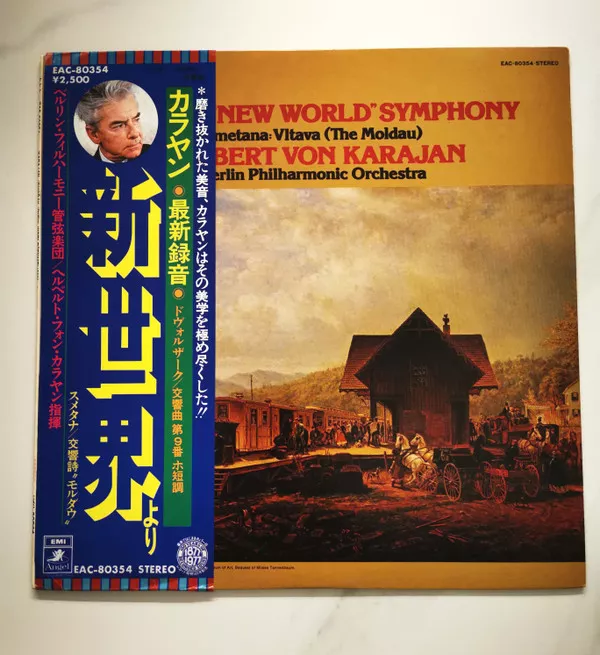 EAC-80354
¥2,500
*磨き抜かれた美音、カラヤンはその美学を極め尽くした!!
カラヤン●最新録音●
ドヴォルザーク/交響曲 第9番 ホ短調
新世界より
スメタナ/交響詩"モルダウ"
ベルリン・フィルハーモニー管弦楽団/ヘルベルト・フォン・カラヤン指揮
EMI
Angel
1877
1977
EAC-80354 STEREO
EAC-80354・STEREO
NEW WORLD" SYMPHONY
metana: Vltava (The Moldau)
BERT VON KARAJAN
erlin Philharmonic Orchestra